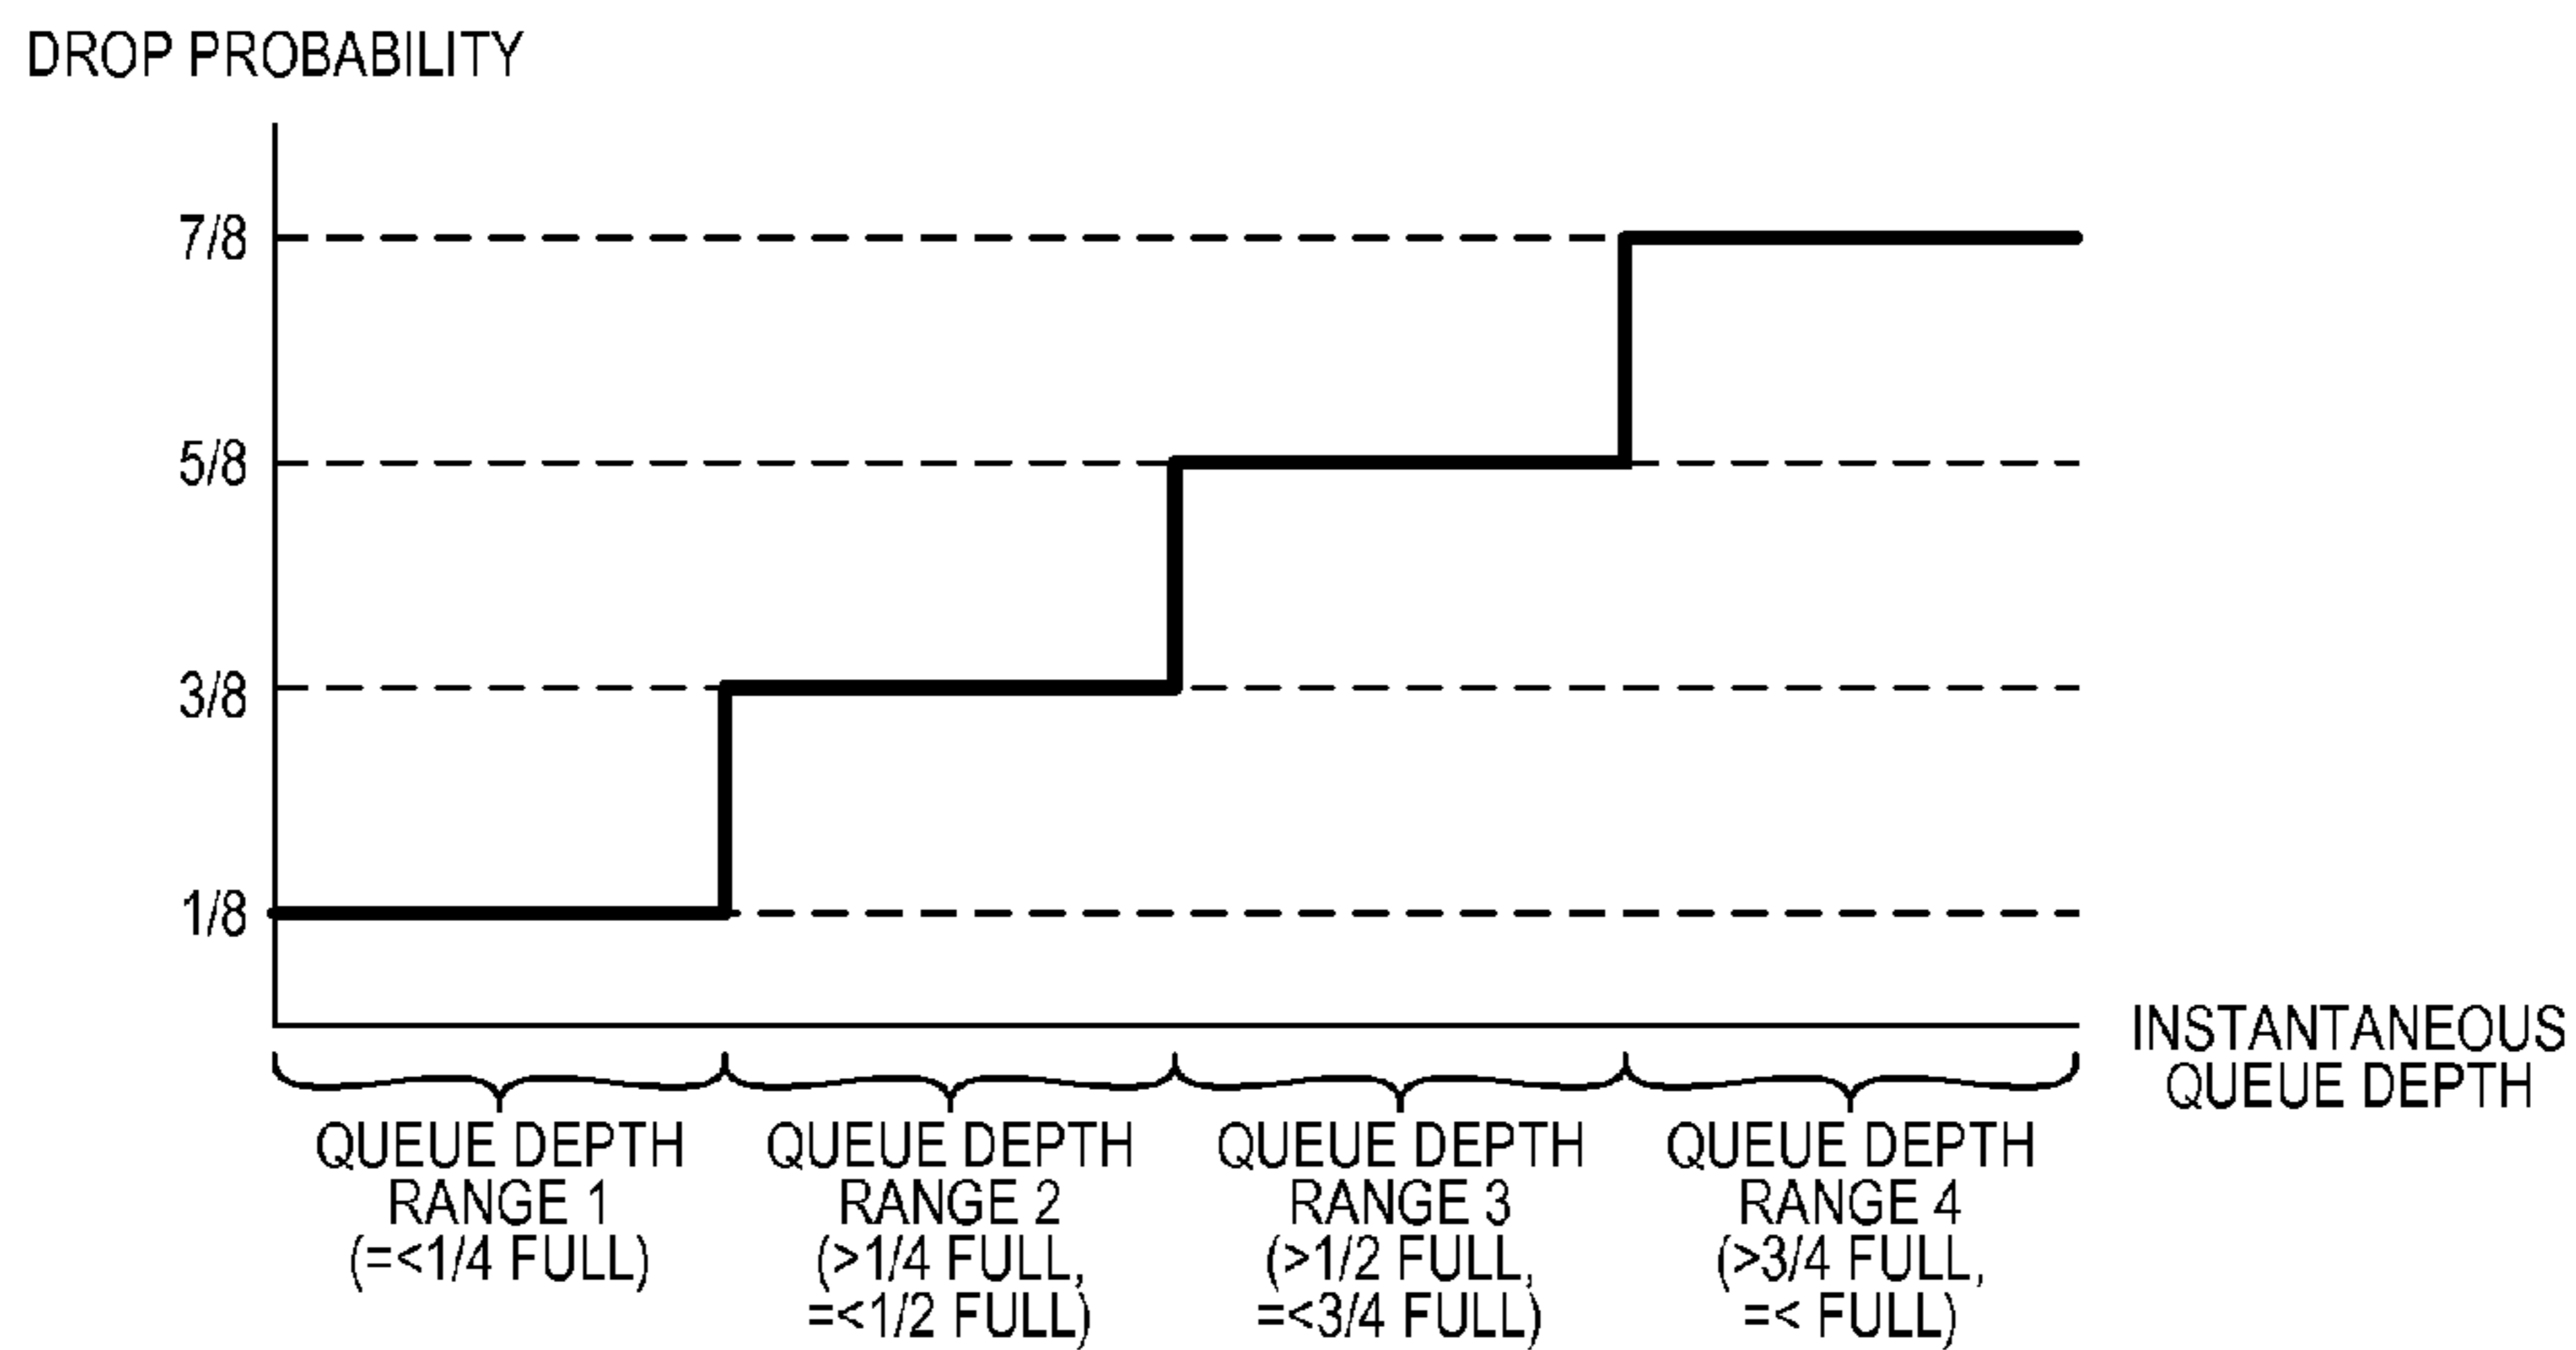 DROP PROBABILITY
7/8
5/8
3/8
1/8
INSTANTANEOUS
QUEUE DEPTH
QUEUE DEPTH
RANGE 1
(=<1/4 FULL)
QUEUE DEPTH
RANGE 2
(>1/4 FULL,
=<1/2 FULL)
QUEUE DEPTH
RANGE 3
(>1/2 FULL,
=<3/4 FULL)
QUEUE DEPTH
RANGE 4
(>3/4 FULL,
=< FULL)